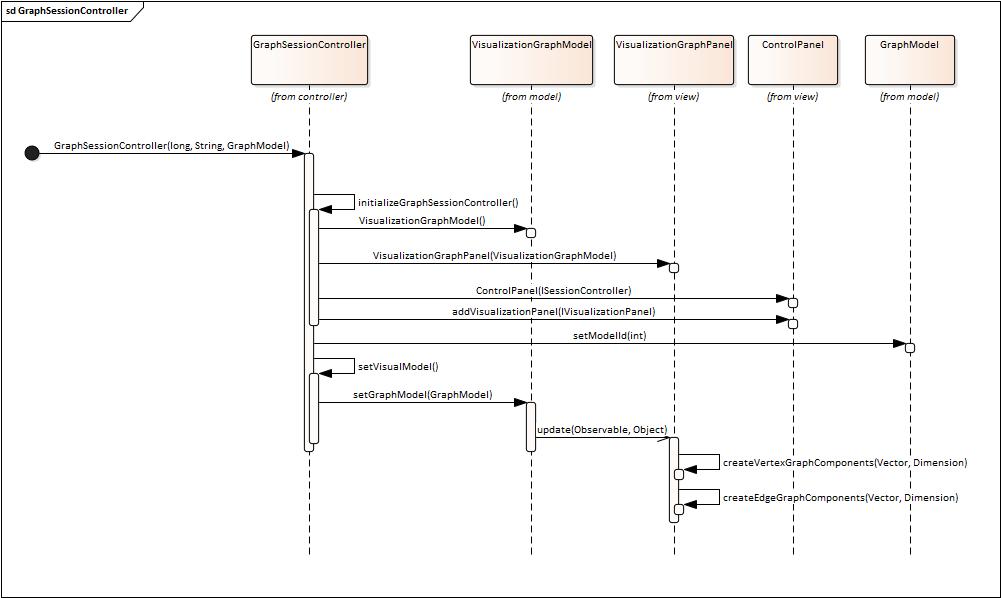 sd GraphSessionController
GraphSessionController
VisualizationGraphModel
VisualizationGraphPanel
ControlPanel
GraphModel
(from controller)
(from model)
(from view)
(from view)
(from model)
GraphSessionController(long, String, GraphModel)
initializeGraphSessionController()
VisualizationGraphModel()
VisualizationGraphPanel(VisualizationGraphModel)
ControlPanel(ISessionController)
addVisualizationPanel(IVisualizationPanel)
setModelId(int)
setVisualModel()
setGraphModel(GraphModel)
update(Observable, Object)
createVertexGraphComponents(Vector, Dimension)
createEdgeGraphComponents(Vector, Dimension)